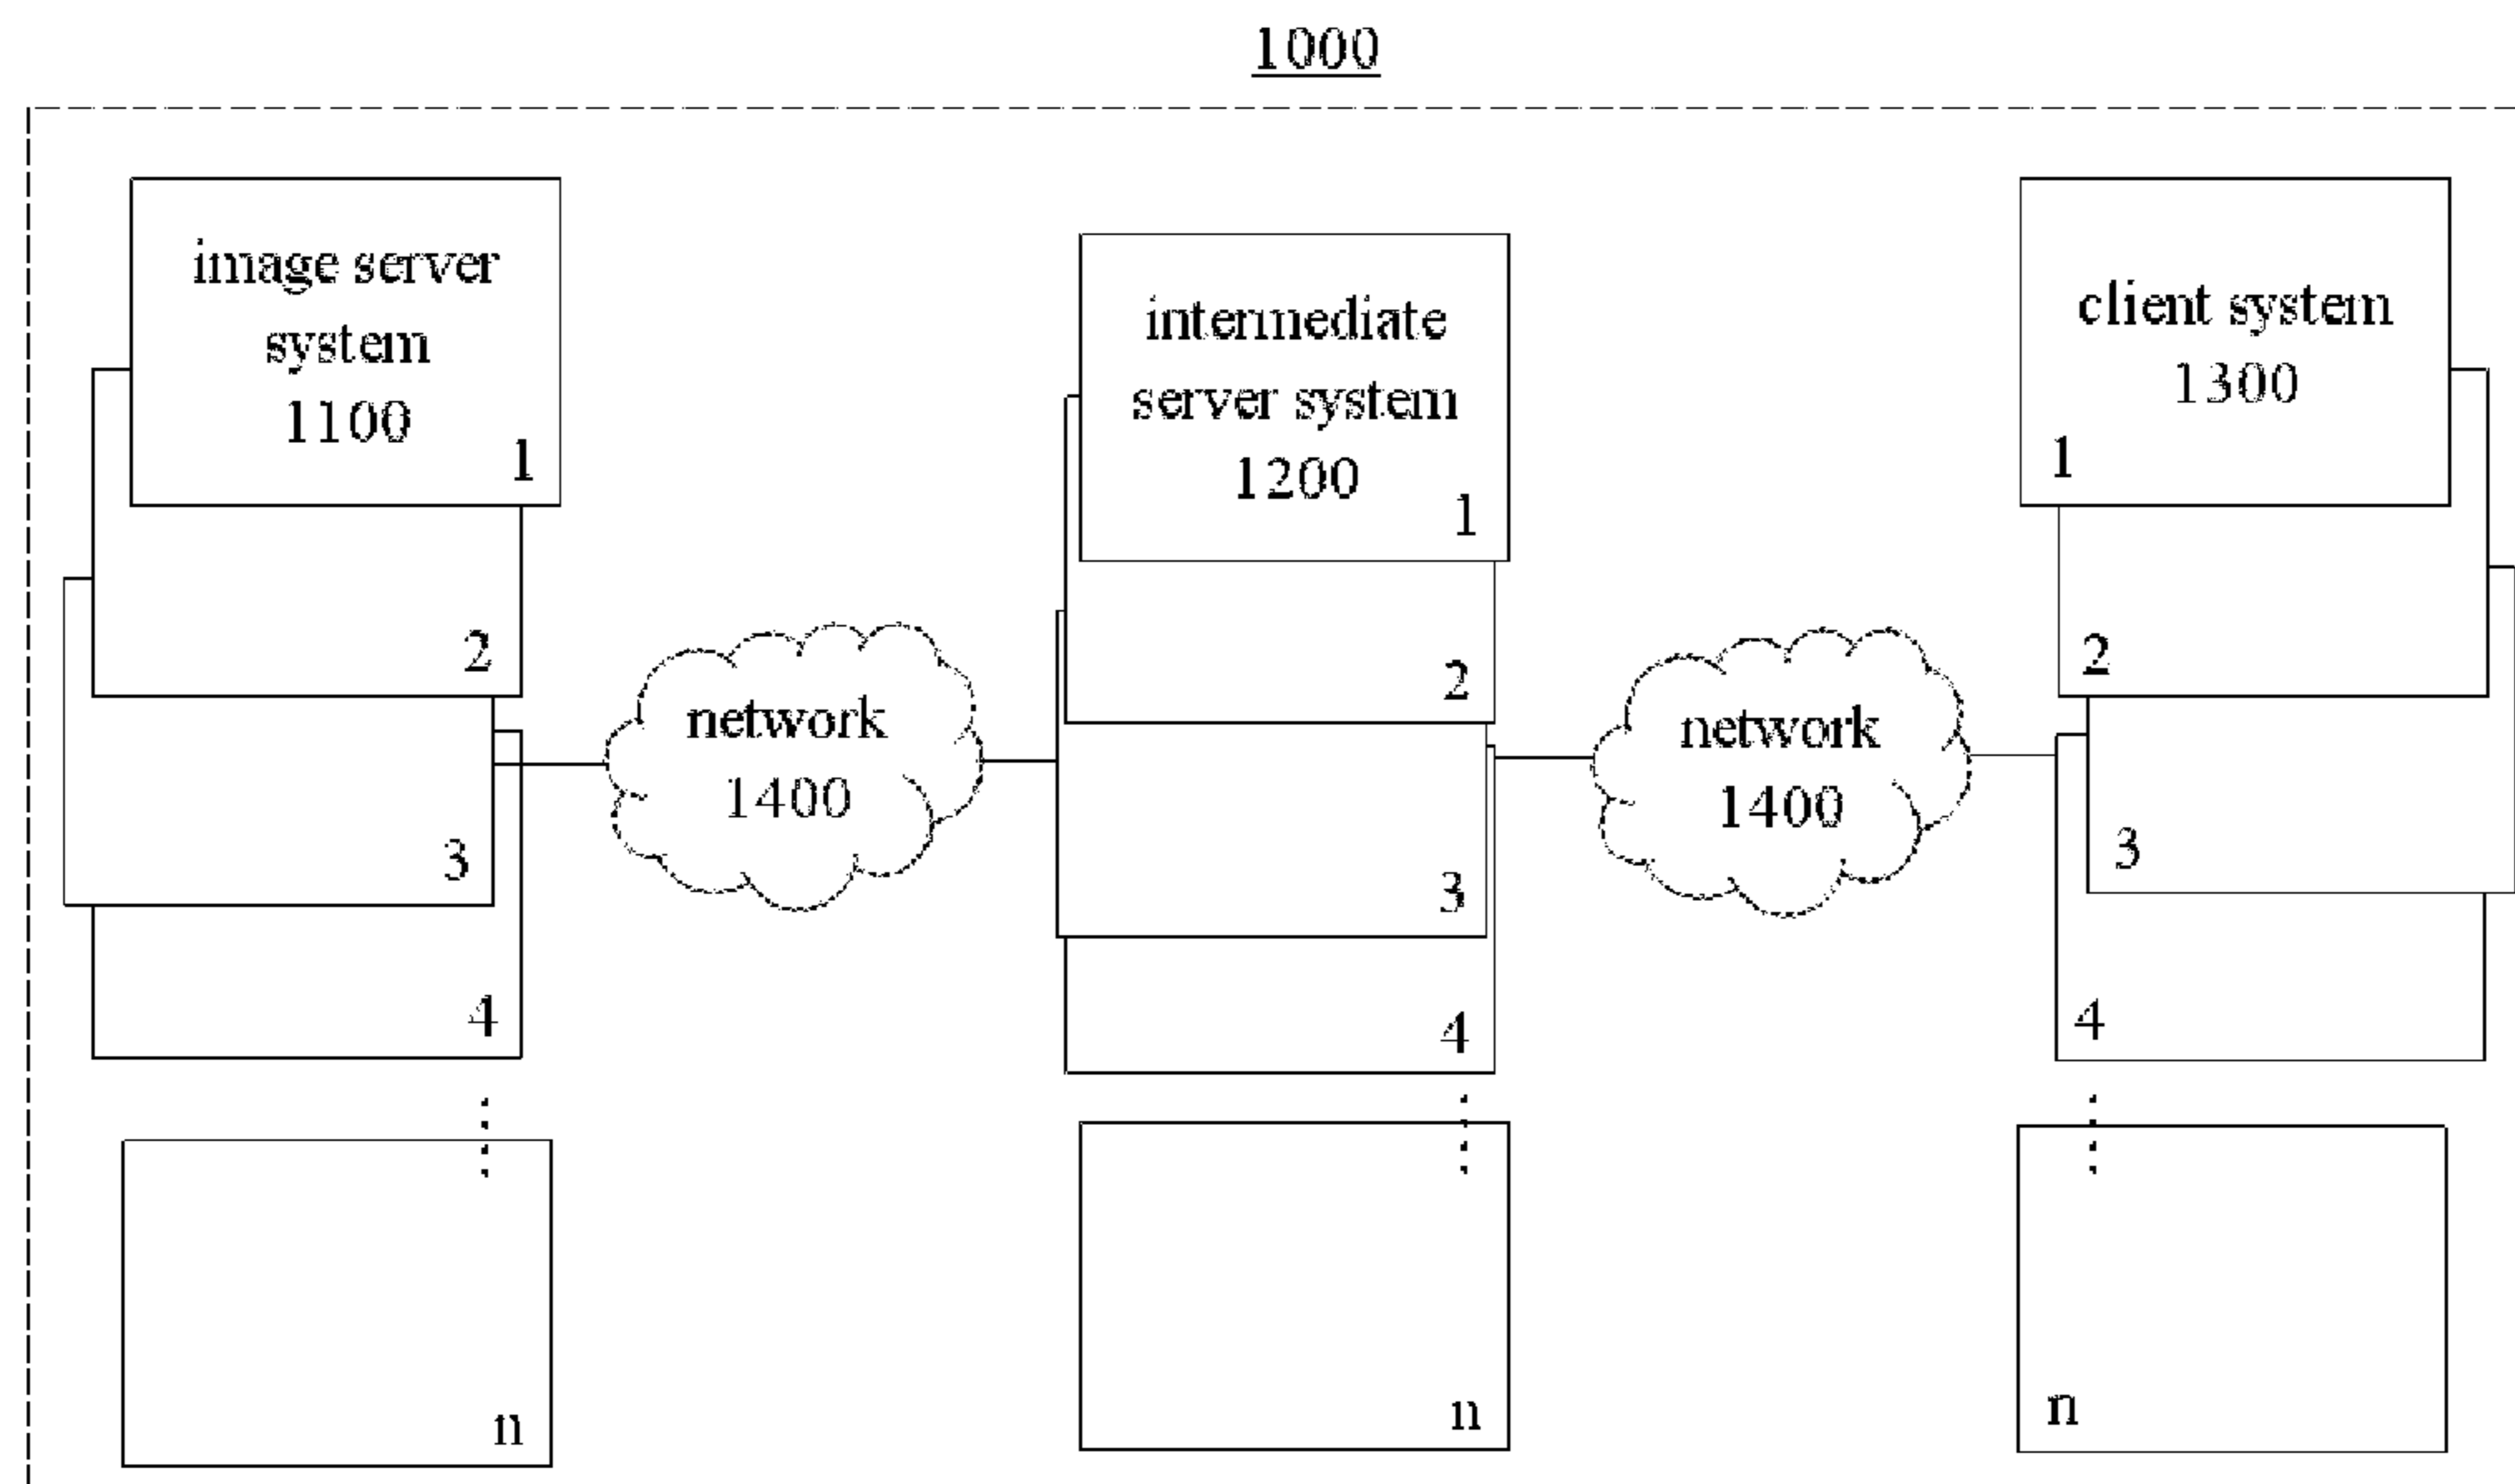 1000
image server
system
1100
1
2
3
4
n
network
1400
intermediate
server system
1200
1
2
3
4
n
network
1400
client system
1300
1
2
3
4
n